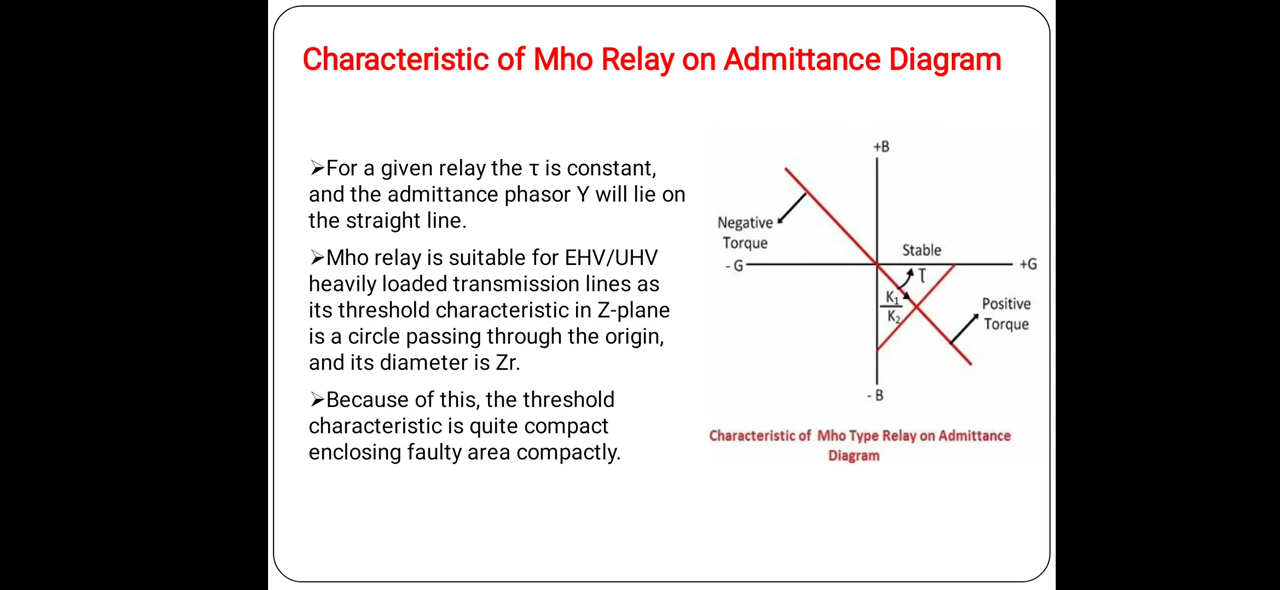 Characteristic of Mho Relay on Admittance Diagram
➢For a given relay the τ is constant,
and the admittance phasor Y will lie on
the straight line.
➢Mho relay is suitable for EHV/UHV
heavily loaded transmission lines as
its threshold characteristic in Z-plane
is a circle passing through the origin,
and its diameter is Zr.
➢Because of this, the threshold
characteristic is quite compact
enclosing faulty area compactly.
+B
Negative
Torque
Stable
- G
+G
τ
K₁
K₂
Positive
Torque
- B
Characteristic of Mho Type Relay on Admittance
Diagram